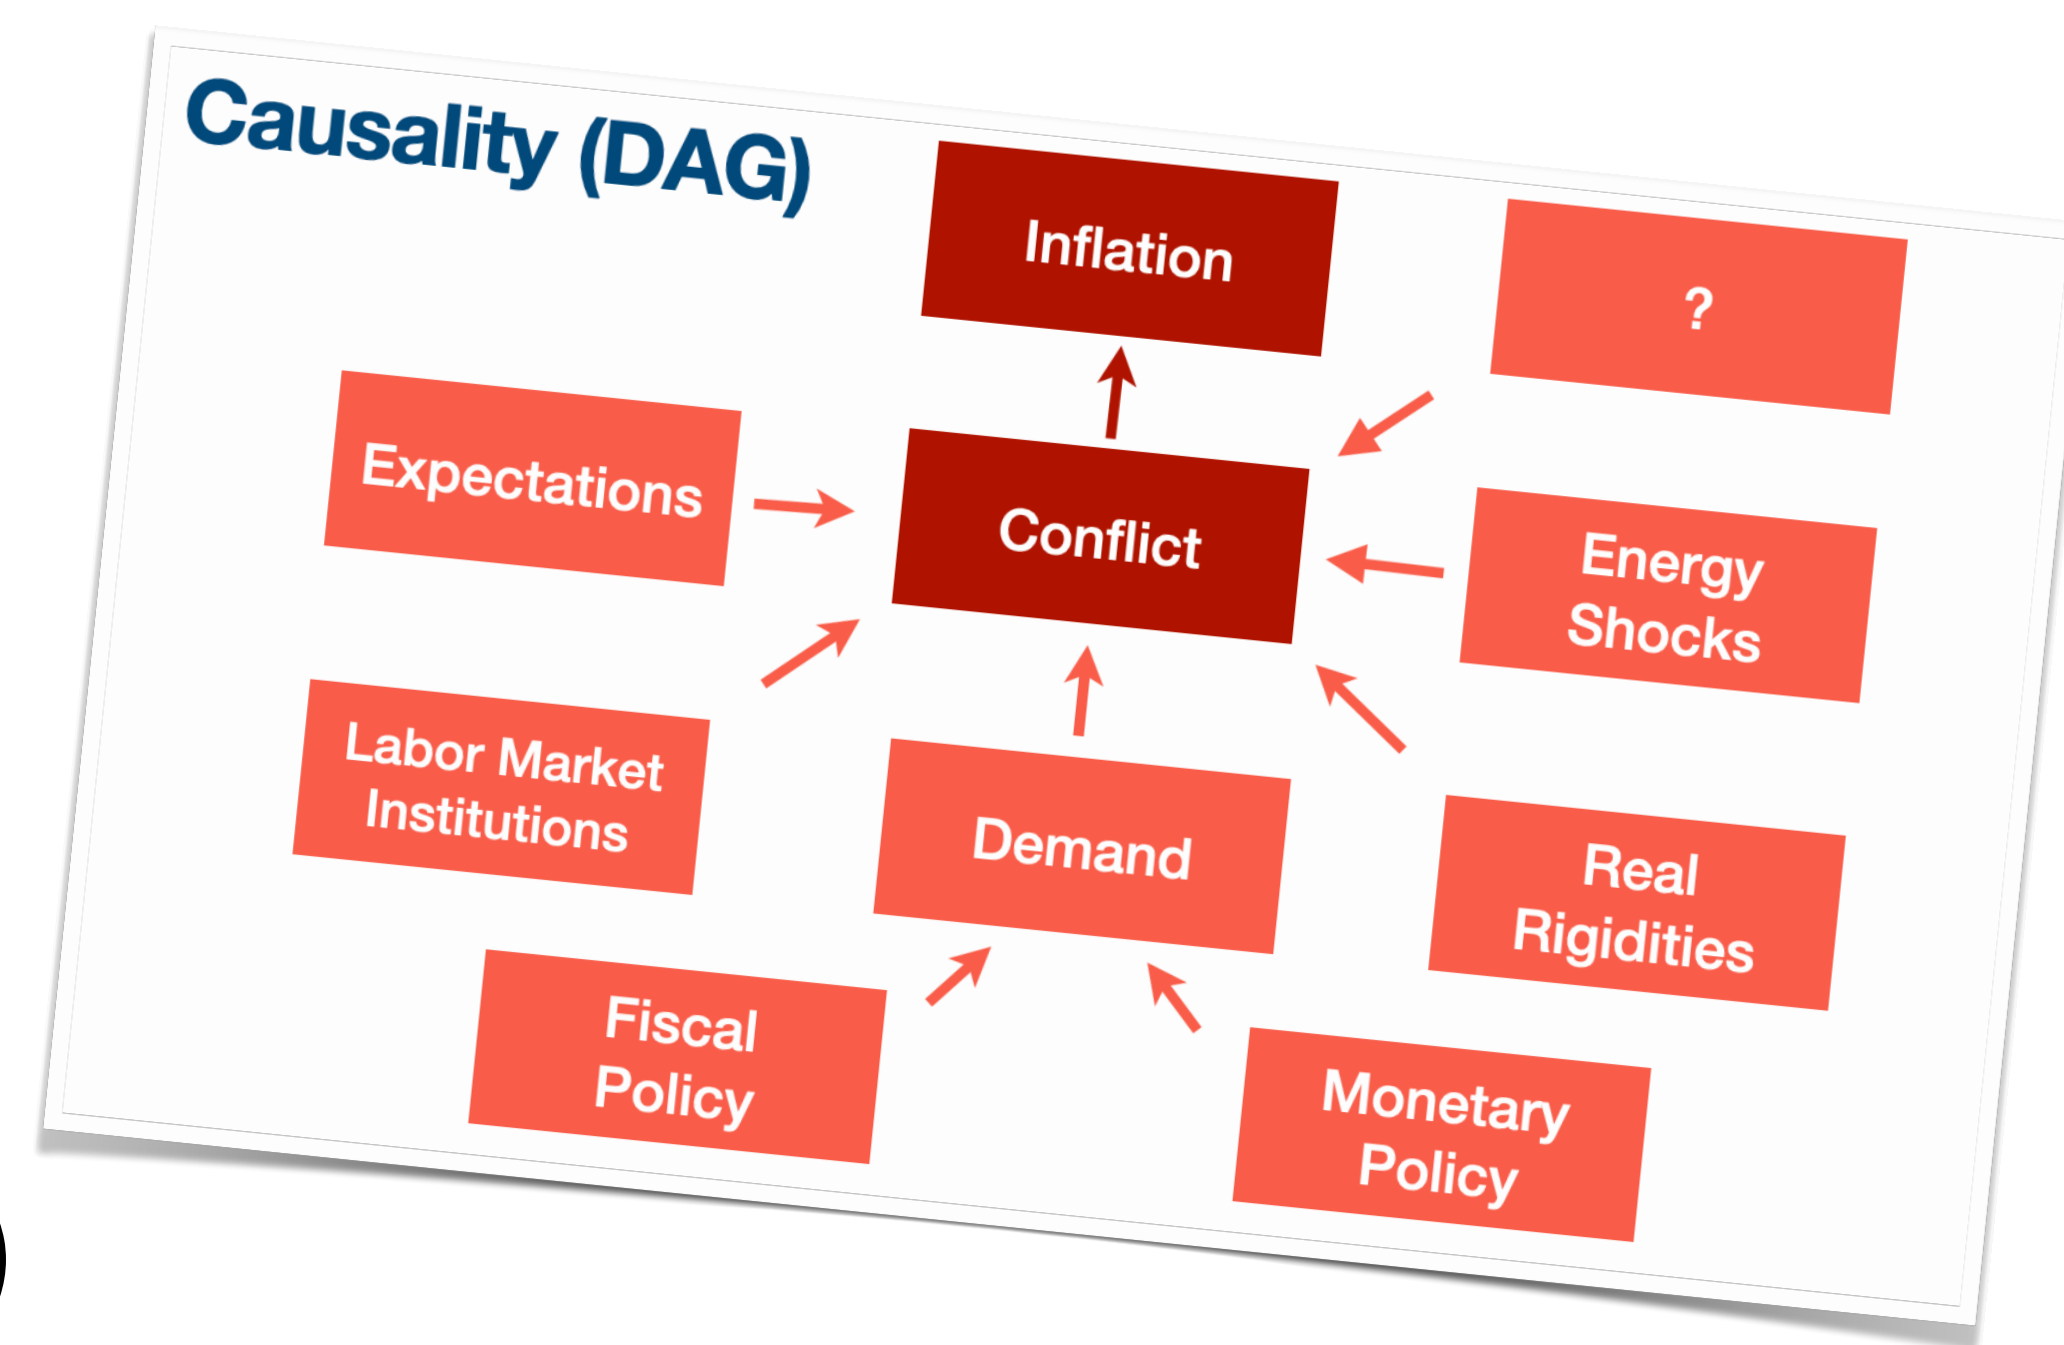 Causality (DAG)
Inflation
?
Expectations
Conflict
Energy
Shocks
Labor Market
Institutions
Demand
Real
Rigidities
Fiscal
Policy
Monetary
Policy